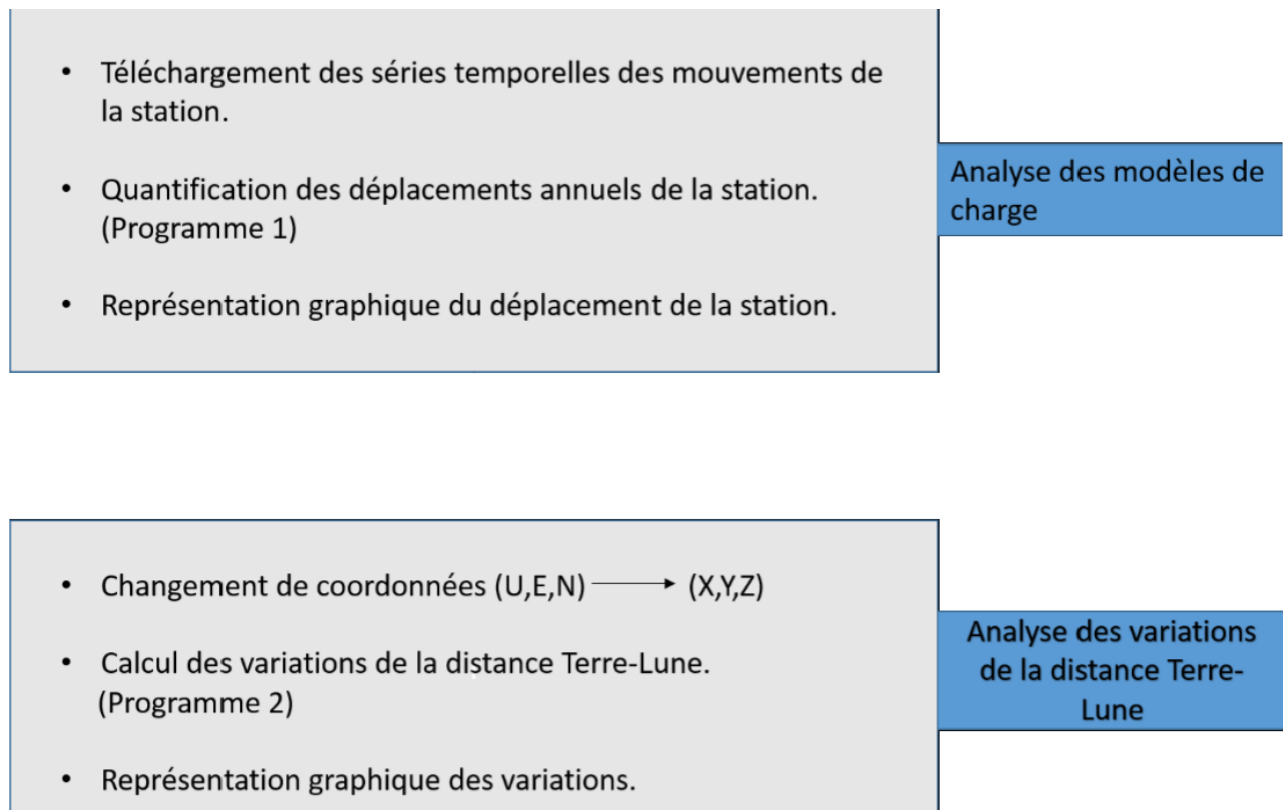 • Téléchargement des séries temporelles des mouvements de
la station.
• Quantification des déplacements annuels de la station.
(Programme 1)
• Représentation graphique du déplacement de la station.
Analyse des modèles de
charge
• Changement de coordonnées (U,E,N) → (X,Y,Z)
• Calcul des variations de la distance Terre-Lune.
(Programme 2)
• Représentation graphique des variations.
Analyse des variations
de la distance Terre-
Lune